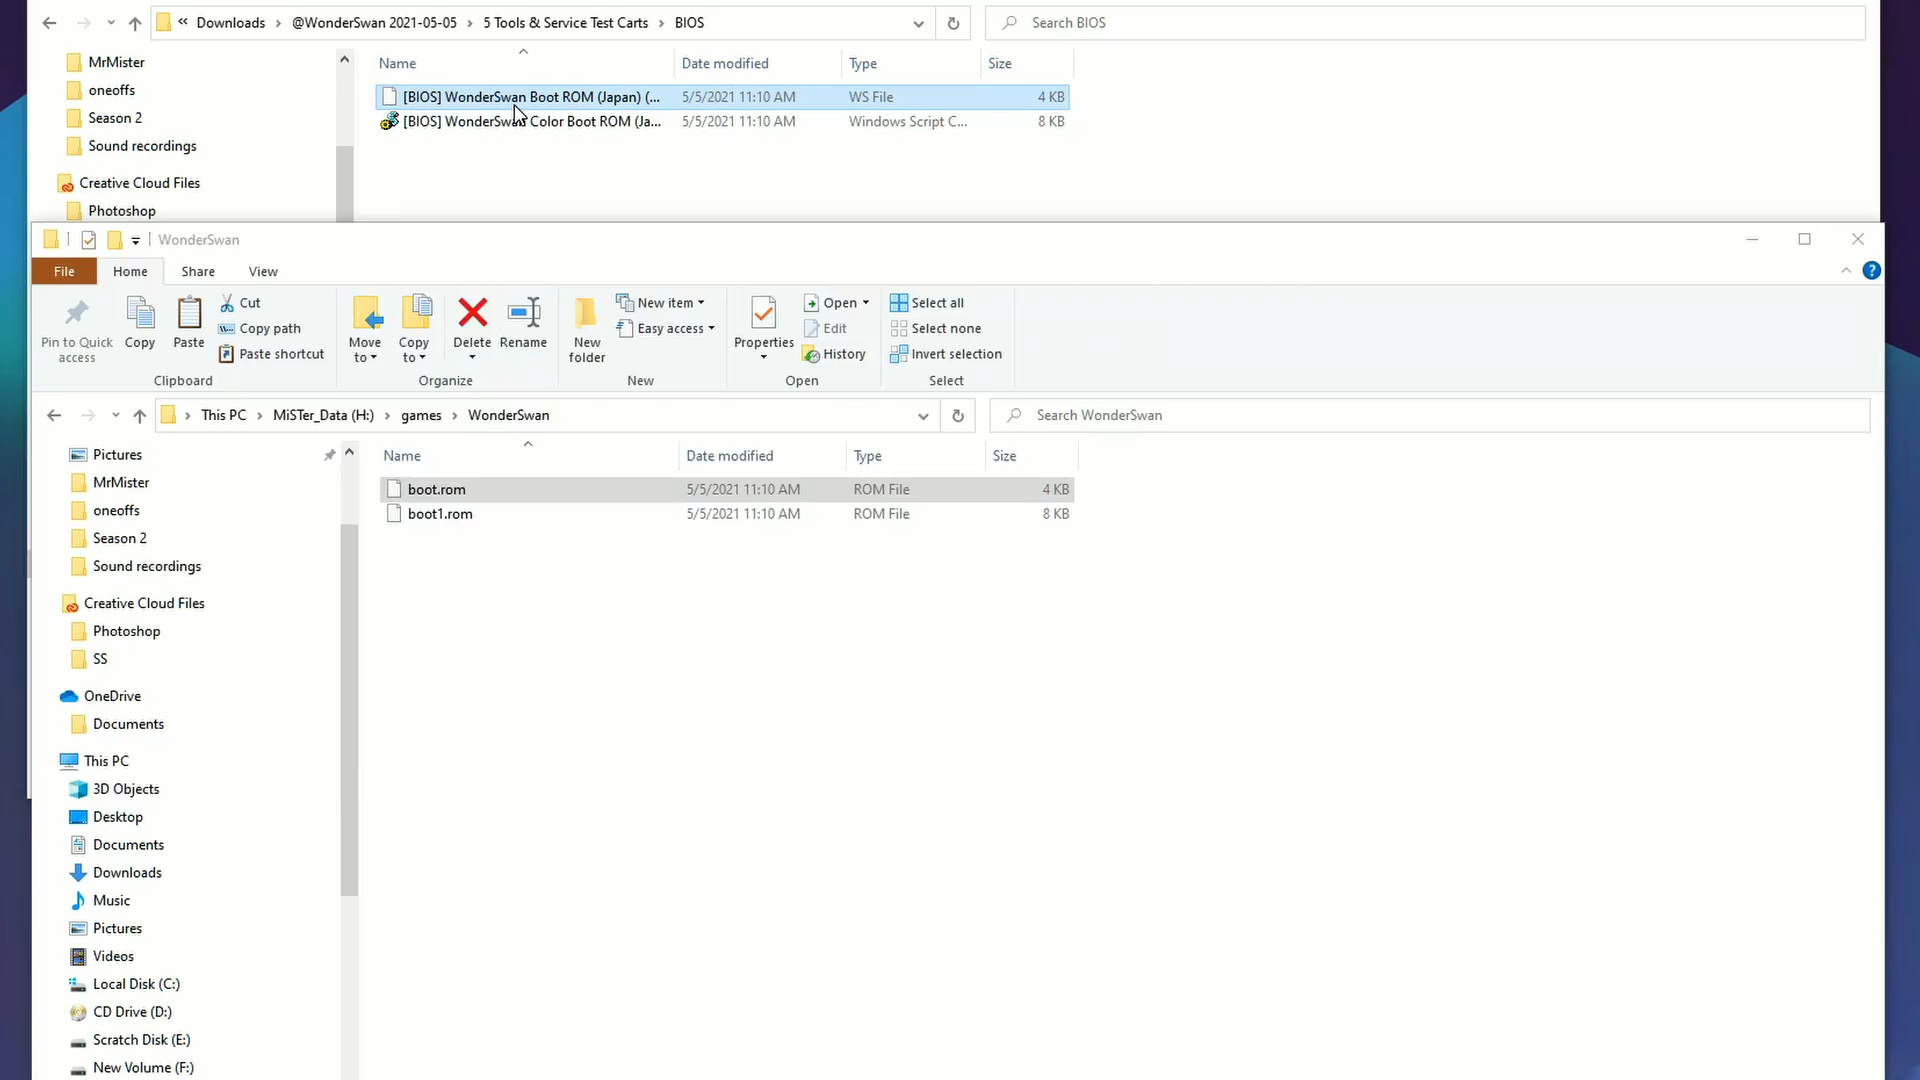 « Downloads › @WonderSwan 2021-05-05 › 5 Tools & Service Test Carts › BIOS
Search BIOS
MrMister
oneoffs
Season 2
Sound recordings
Creative Cloud Files
Photoshop
Name Date modified Type Size
[BIOS] WonderSwan Boot ROM (Japan) (... 5/5/2021 11:10 AM WS File 4 KB
[BIOS] WonderSwan Color Boot ROM (Ja... 5/5/2021 11:10 AM Windows Script C... 8 KB
WonderSwan
File Home Share View
?
Pin to Quick access
Copy
Paste
Cut
Copy path
Paste shortcut
Clipboard
Move to
Copy to
Delete
Rename
Organize
New folder
New item
Easy access
New
Properties
Open
Edit
History
Open
Select all
Select none
Invert selection
Select
› This PC › MiSTer_Data (H:) › games › WonderSwan
Search WonderSwan
Pictures
MrMister
oneoffs
Season 2
Sound recordings
Creative Cloud Files
Photoshop
SS
OneDrive
Documents
This PC
3D Objects
Desktop
Documents
Downloads
Music
Pictures
Videos
Local Disk (C:)
CD Drive (D:)
Scratch Disk (E:)
New Volume (F:)
Name Date modified Type Size
boot.rom 5/5/2021 11:10 AM ROM File 4 KB
boot1.rom 5/5/2021 11:10 AM ROM File 8 KB